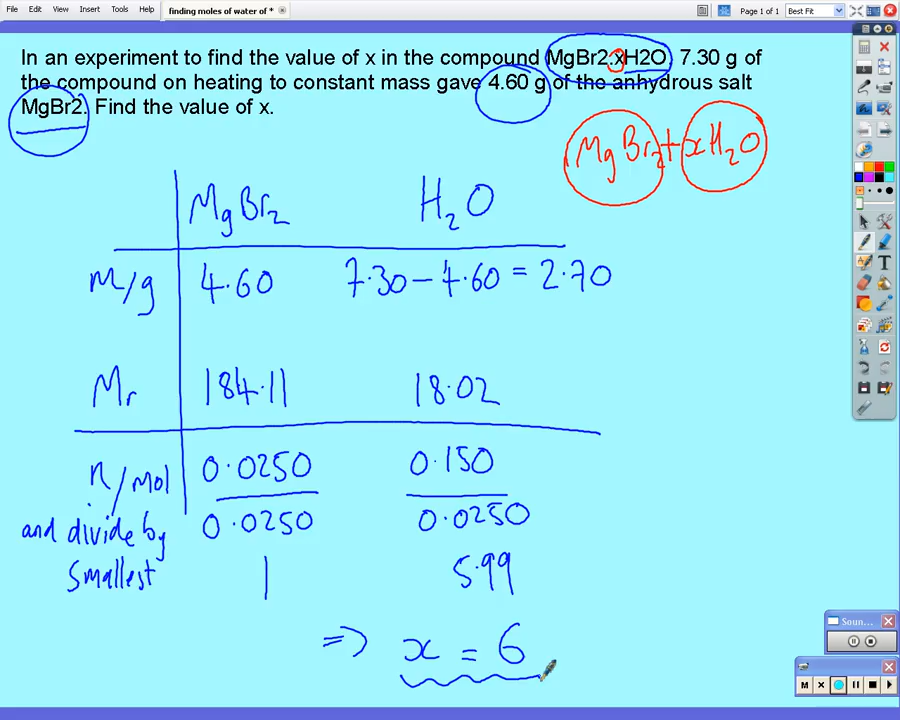 File Edit View Insert Tools Help finding moles of water of * Page 1 of 1 Best Fit
In an experiment to find the value of x in the compound MgBr2.xH2O. 7.30 g of
the compound on heating to constant mass gave 4.60 g of the anhydrous salt
MgBr2. Find the value of x.
MgBr2 + xH2O
MgBr2 H2O
M/g 4.60 7.30 - 4.60 = 2.70
Mr 184.11 18.02
n/mol 0.0250 0.150
and divide by 0.0250 0.0250
smallest 1 5.99
=> x = 6
Soun...
M
T